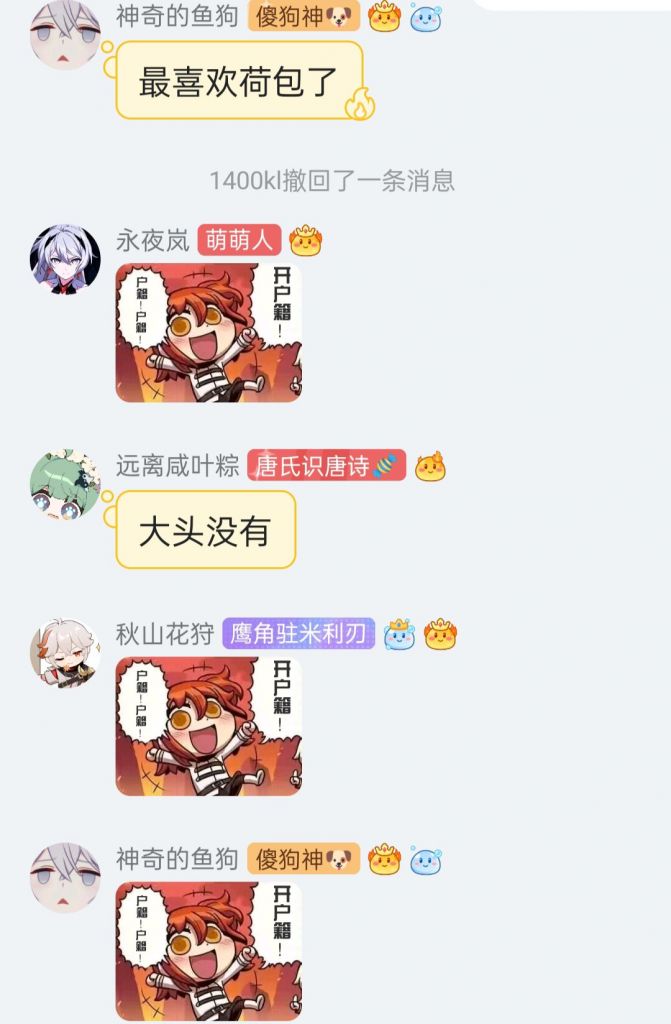 神奇的鱼狗 傻狗神
最喜欢荷包了
1400kl撤回了一条消息
永夜岚 萌萌人
户籍！户籍！
开户籍！
远离咸叶粽 唐氏识唐诗
大头没有
秋山花狩 鹰角驻米利刃
户籍！户籍！
开户籍！
神奇的鱼狗 傻狗神
户籍！户籍！
开户籍！